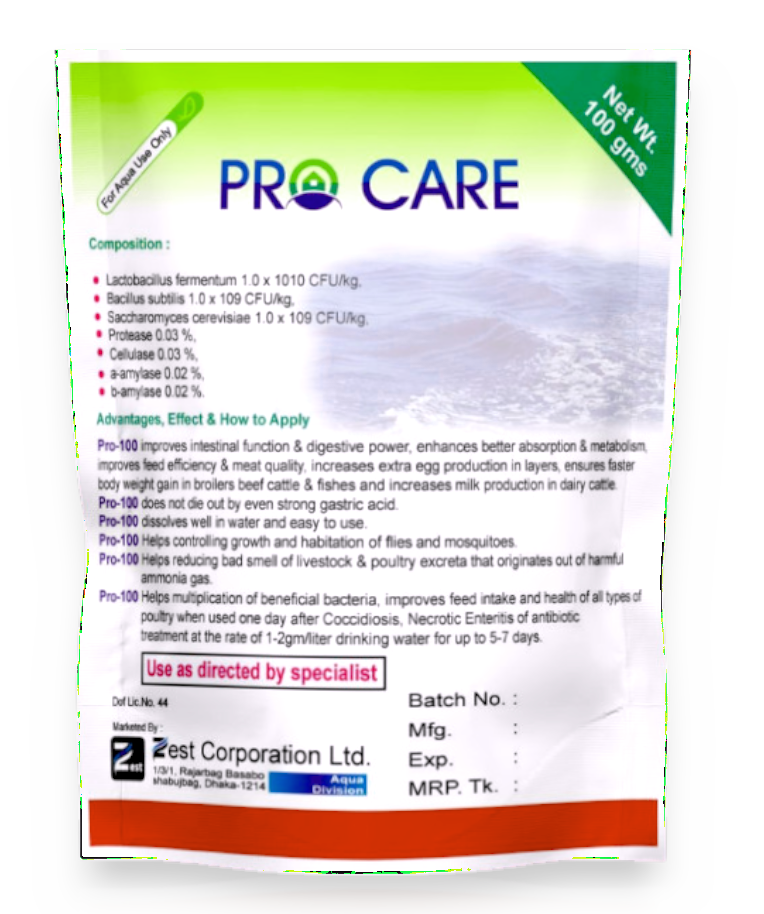 For Aqua Use Only
Net Wt.
100 gms
PRO CARE
Composition :
• Lactobacillus fermentum 1.0 x 1010 CFU/kg,
• Bacillus subtilis 1.0 x 109 CFU/kg,
• Saccharomyces cerevisiae 1.0 x 109 CFU/kg,
• Protease 0.03 %,
• Cellulase 0.03 %,
• a-amylase 0.02 %,
• b-amylase 0.02 %.
Advantages, Effect & How to Apply
Pro-100 improves intestinal function & digestive power, enhances better absorption & metabolism,
improves feed efficiency & meat quality, increases extra egg production in layers, ensures faster
body weight gain in broilers beef cattle & fishes and increases milk production in dairy cattle.
Pro-100 does not die out by even strong gastric acid.
Pro-100 dissolves well in water and easy to use.
Pro-100 Helps controlling growth and habitation of flies and mosquitoes.
Pro-100 Helps reducing bad smell of livestock & poultry excreta that originates out of harmful
ammonia gas.
Pro-100 Helps multiplication of beneficial bacteria, improves feed intake and health of all types of
poultry when used one day after Coccidiosis, Necrotic Enteritis of antibiotic
treatment at the rate of 1-2gm/liter drinking water for up to 5-7 days.
Use as directed by specialist
Dof Lic.No. 44
Marketed By :
Zest
Zest Corporation Ltd.
1/3/1, Rajarbag Basabo
shabujbag, Dhaka-1214
Aqua
Division
Batch No. :
Mfg. :
Exp. :
MRP. Tk. :